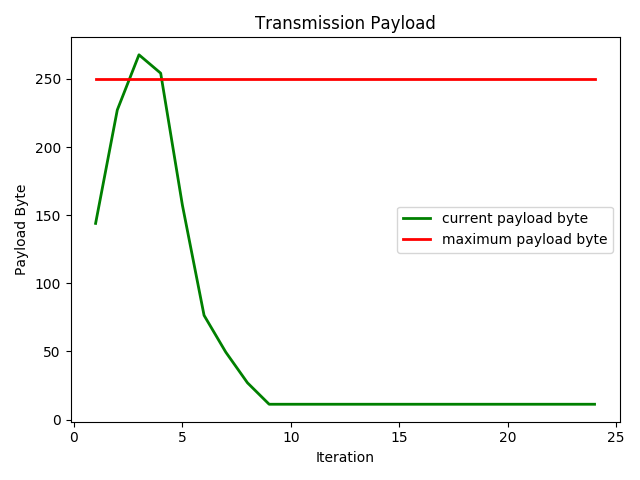 Transmission Payload
Payload Byte
250
200
150
100
50
0
current payload byte
maximum payload byte
0
5
10
15
20
25
Iteration